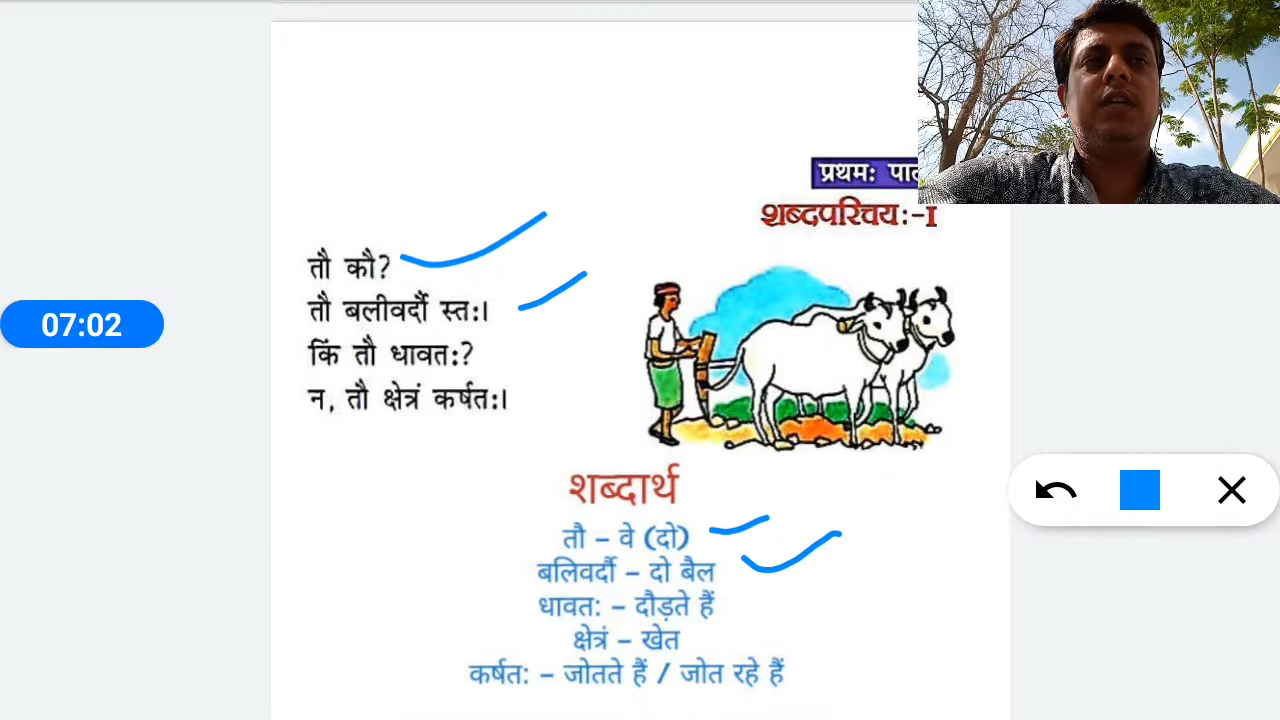 प्रथमः
शब्दपरिचयः-I
तौ कौ?
तौ बलीवर्दौ स्तः।
किं तौ धावतः?
न, तौ क्षेत्रं कर्षतः।
07:02
शब्दार्थ
तौ – वे (दो)
बलिवर्दौ – दो बैल
धावतः – दौड़ते हैं
क्षेत्रं – खेत
कर्षतः – जोतते हैं / जोत रहे हैं